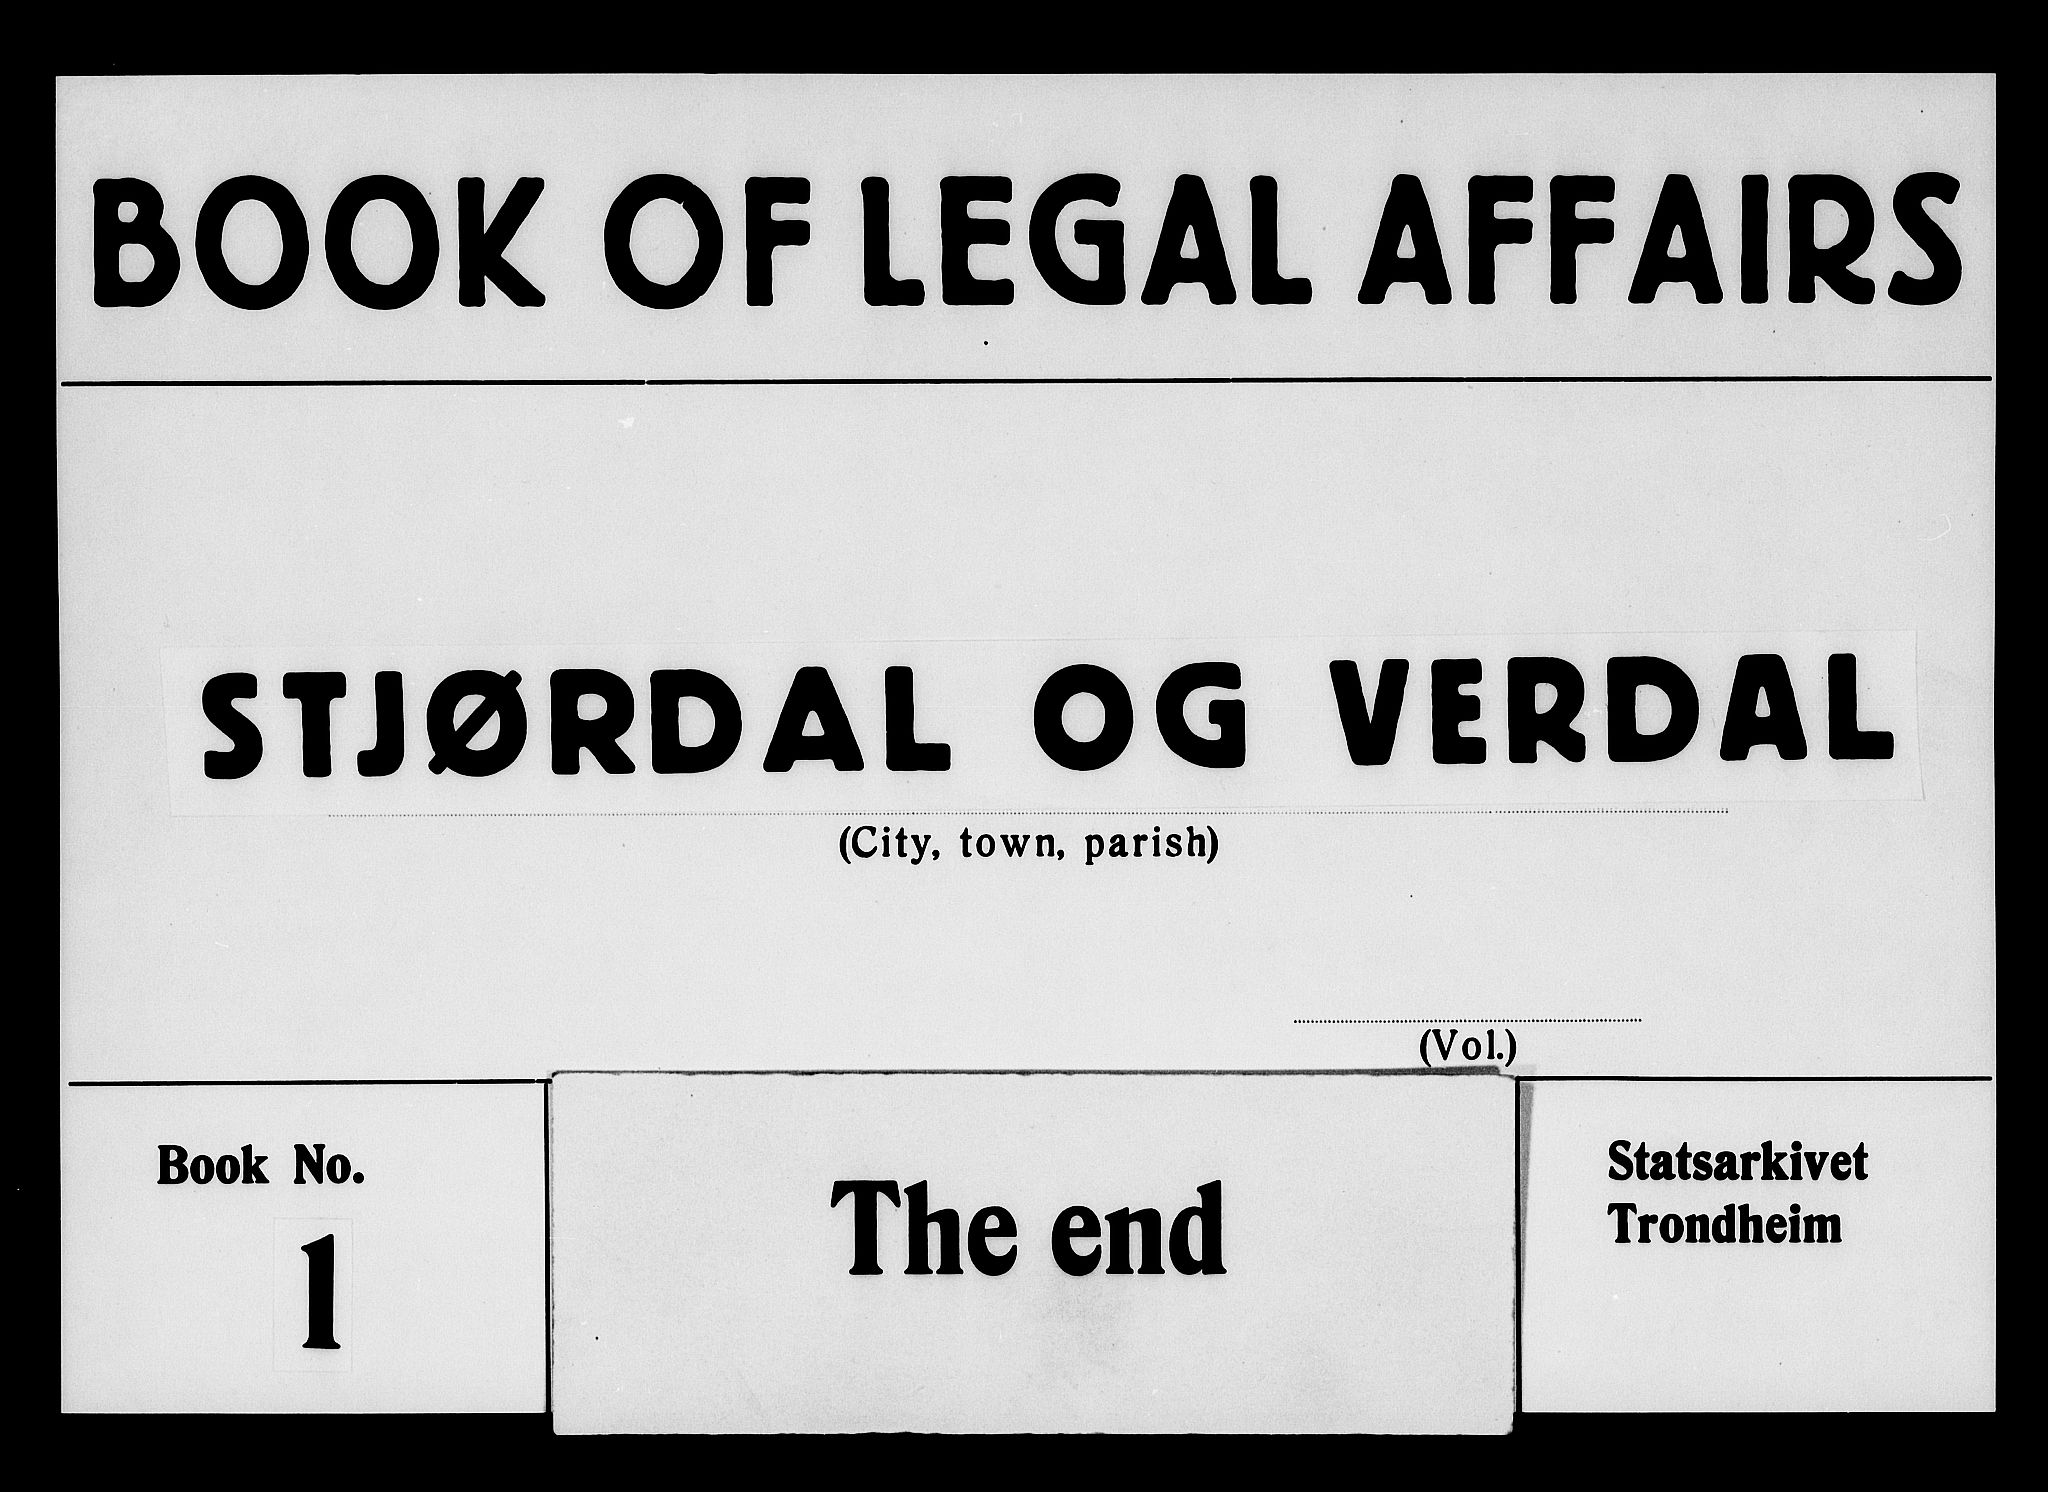 BOOK OF LEGAL AFFAIRS
STJØRDAL OG VERDAL
(City, town, parish)
(Vol.)
Book No.
1
The end
Statsarkivet
Trondheim